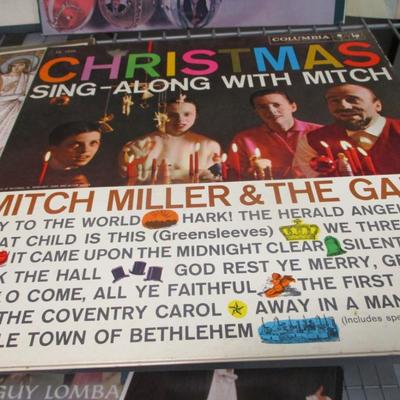 COLUMBIA
CHRISTMAS
SING-ALONG WITH MITCH
MITCH MILLER & THE GA
Y TO THE WORLD HARK! THE HERALD ANGEL
AT CHILD IS THIS (Greensleeves) WE THRE
IT CAME UPON THE MIDNIGHT CLEAR SILENT
K THE HALL GOD REST YE MERRY, GE
O COME, ALL YE FAITHFUL THE FIRST
THE COVENTRY CAROL AWAY IN A MAN
LE TOWN OF BETHLEHEM (Includes spe
GUY LOMBA